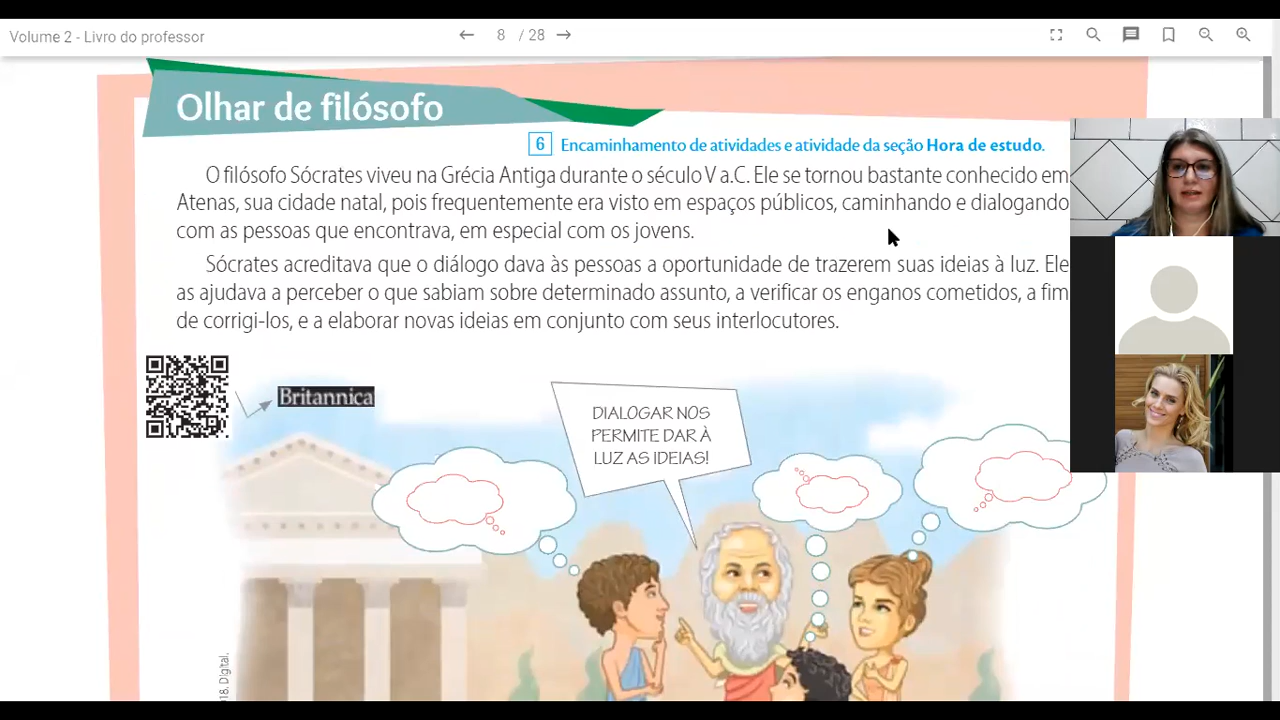 Volume 2 - Livro do professor
8 / 28
Olhar de filósofo
6 Encaminhamento de atividades e atividade da seção Hora de estudo.
O filósofo Sócrates viveu na Grécia Antiga durante o século V a.C. Ele se tornou bastante conhecido em
Atenas, sua cidade natal, pois frequentemente era visto em espaços públicos, caminhando e dialogando
com as pessoas que encontrava, em especial com os jovens.
Sócrates acreditava que o diálogo dava às pessoas a oportunidade de trazerem suas ideias à luz. Ele
as ajudava a perceber o que sabiam sobre determinado assunto, a verificar os enganos cometidos, a fim
de corrigi-los, e a elaborar novas ideias em conjunto com seus interlocutores.
Britannica
DIALOGAR NOS
PERMITE DAR À
LUZ AS IDEIAS!
18. Digital.